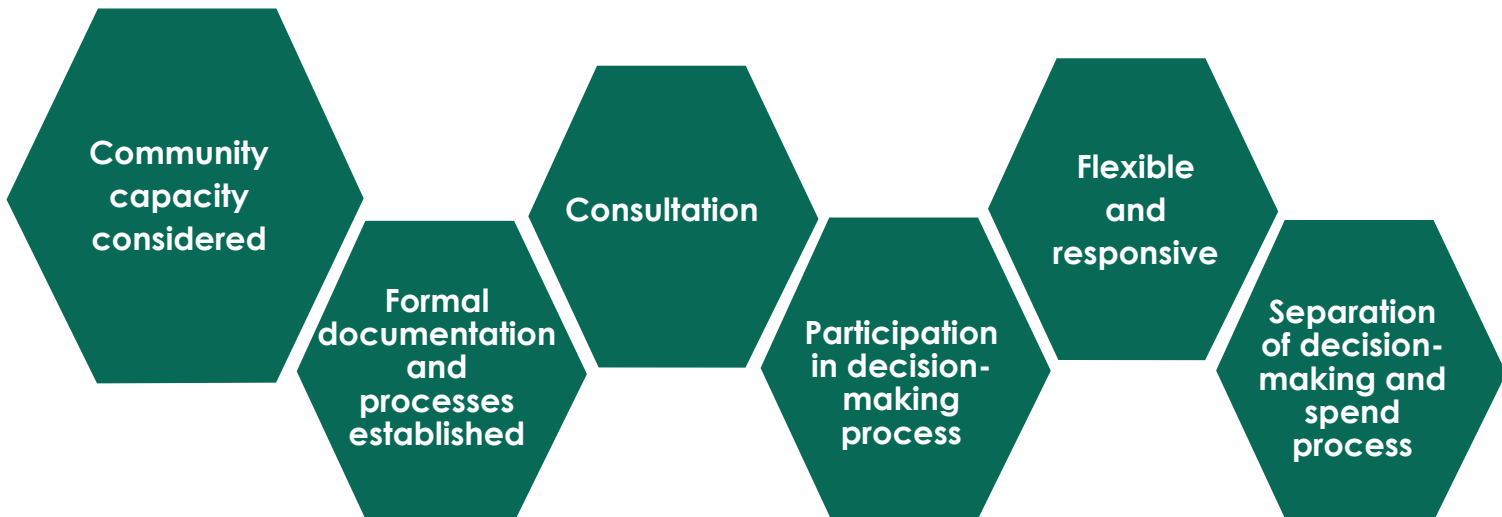 Community
capacity
considered
Formal
documentation
and
processes
established
Consultation
Participation
in decision-
making
process
Flexible
and
responsive
Separation
of decision-
making and
spend
process